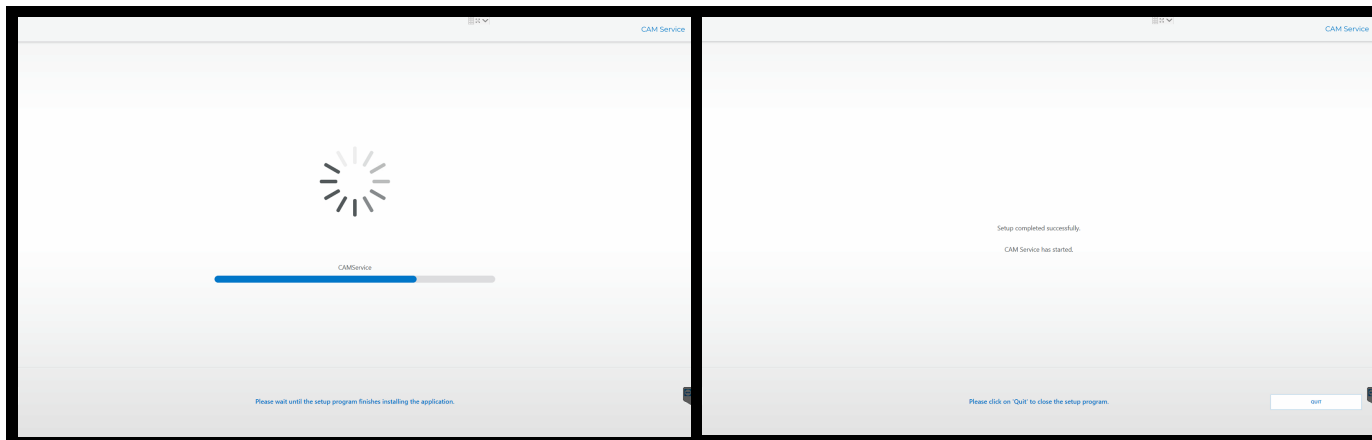 CAM Service
CAMService
Please wait until the setup program finishes installing the application.
CAM Service
Setup completed successfully.
CAM Service has started.
Please click on 'Quit' to close the setup program.
QUIT